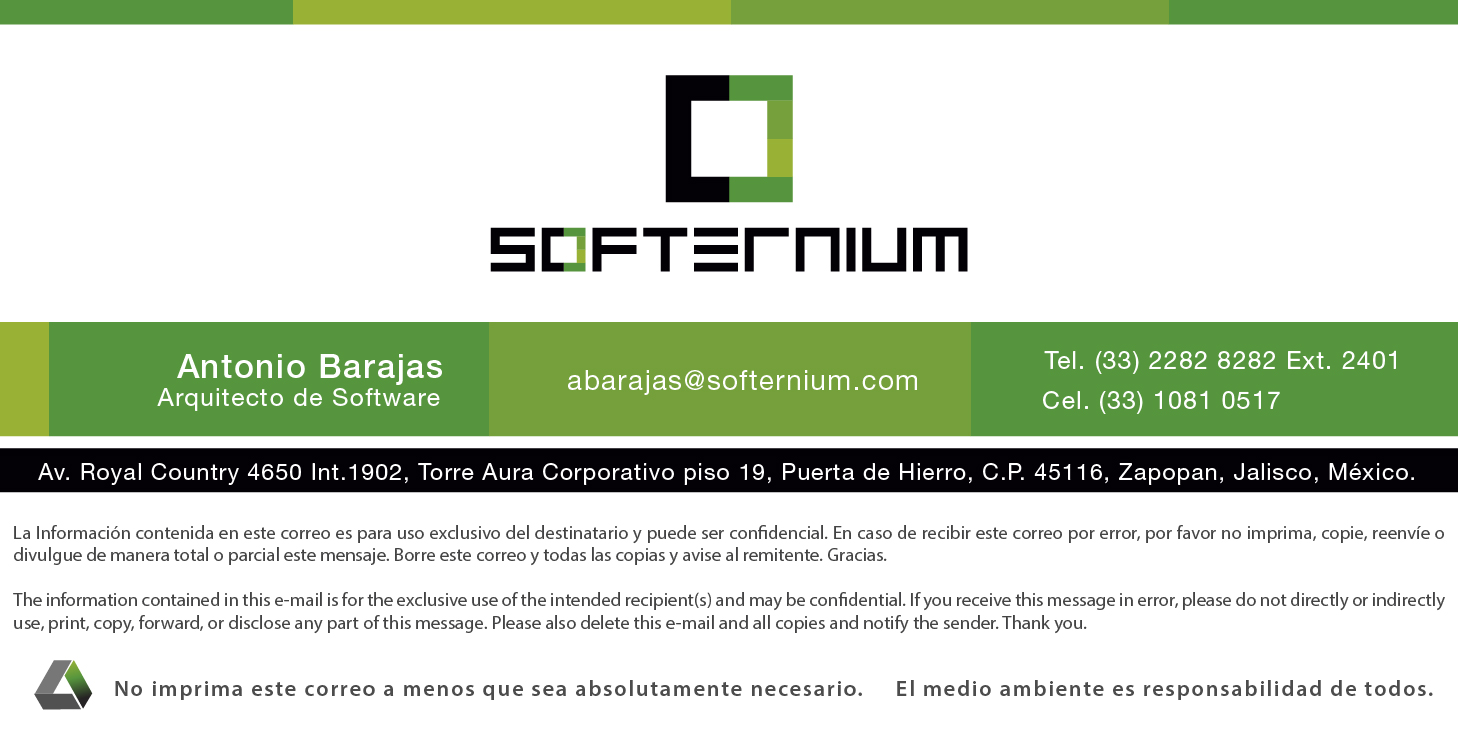 SOFTERNIUM
Antonio Barajas
Arquitecto de Software
abarajas@softernium.com
Tel. (33) 2282 8282 Ext. 2401
Cel. (33) 1081 0517
Av. Royal Country 4650 Int.1902, Torre Aura Corporativo piso 19, Puerta de Hierro, C.P. 45116, Zapopan, Jalisco, México.
La Información contenida en este correo es para uso exclusivo del destinatario y puede ser confidencial. En caso de recibir este correo por error, por favor no imprima, copie, reenvíe o
divulgue de manera total o parcial este mensaje. Borre este correo y todas las copias y avise al remitente. Gracias.
The information contained in this e-mail is for the exclusive use of the intended recipient(s) and may be confidential. If you receive this message in error, please do not directly or indirectly
use, print, copy, forward, or disclose any part of this message. Please also delete this e-mail and all copies and notify the sender. Thank you.
No imprima este correo a menos que sea absolutamente necesario. El medio ambiente es responsabilidad de todos.